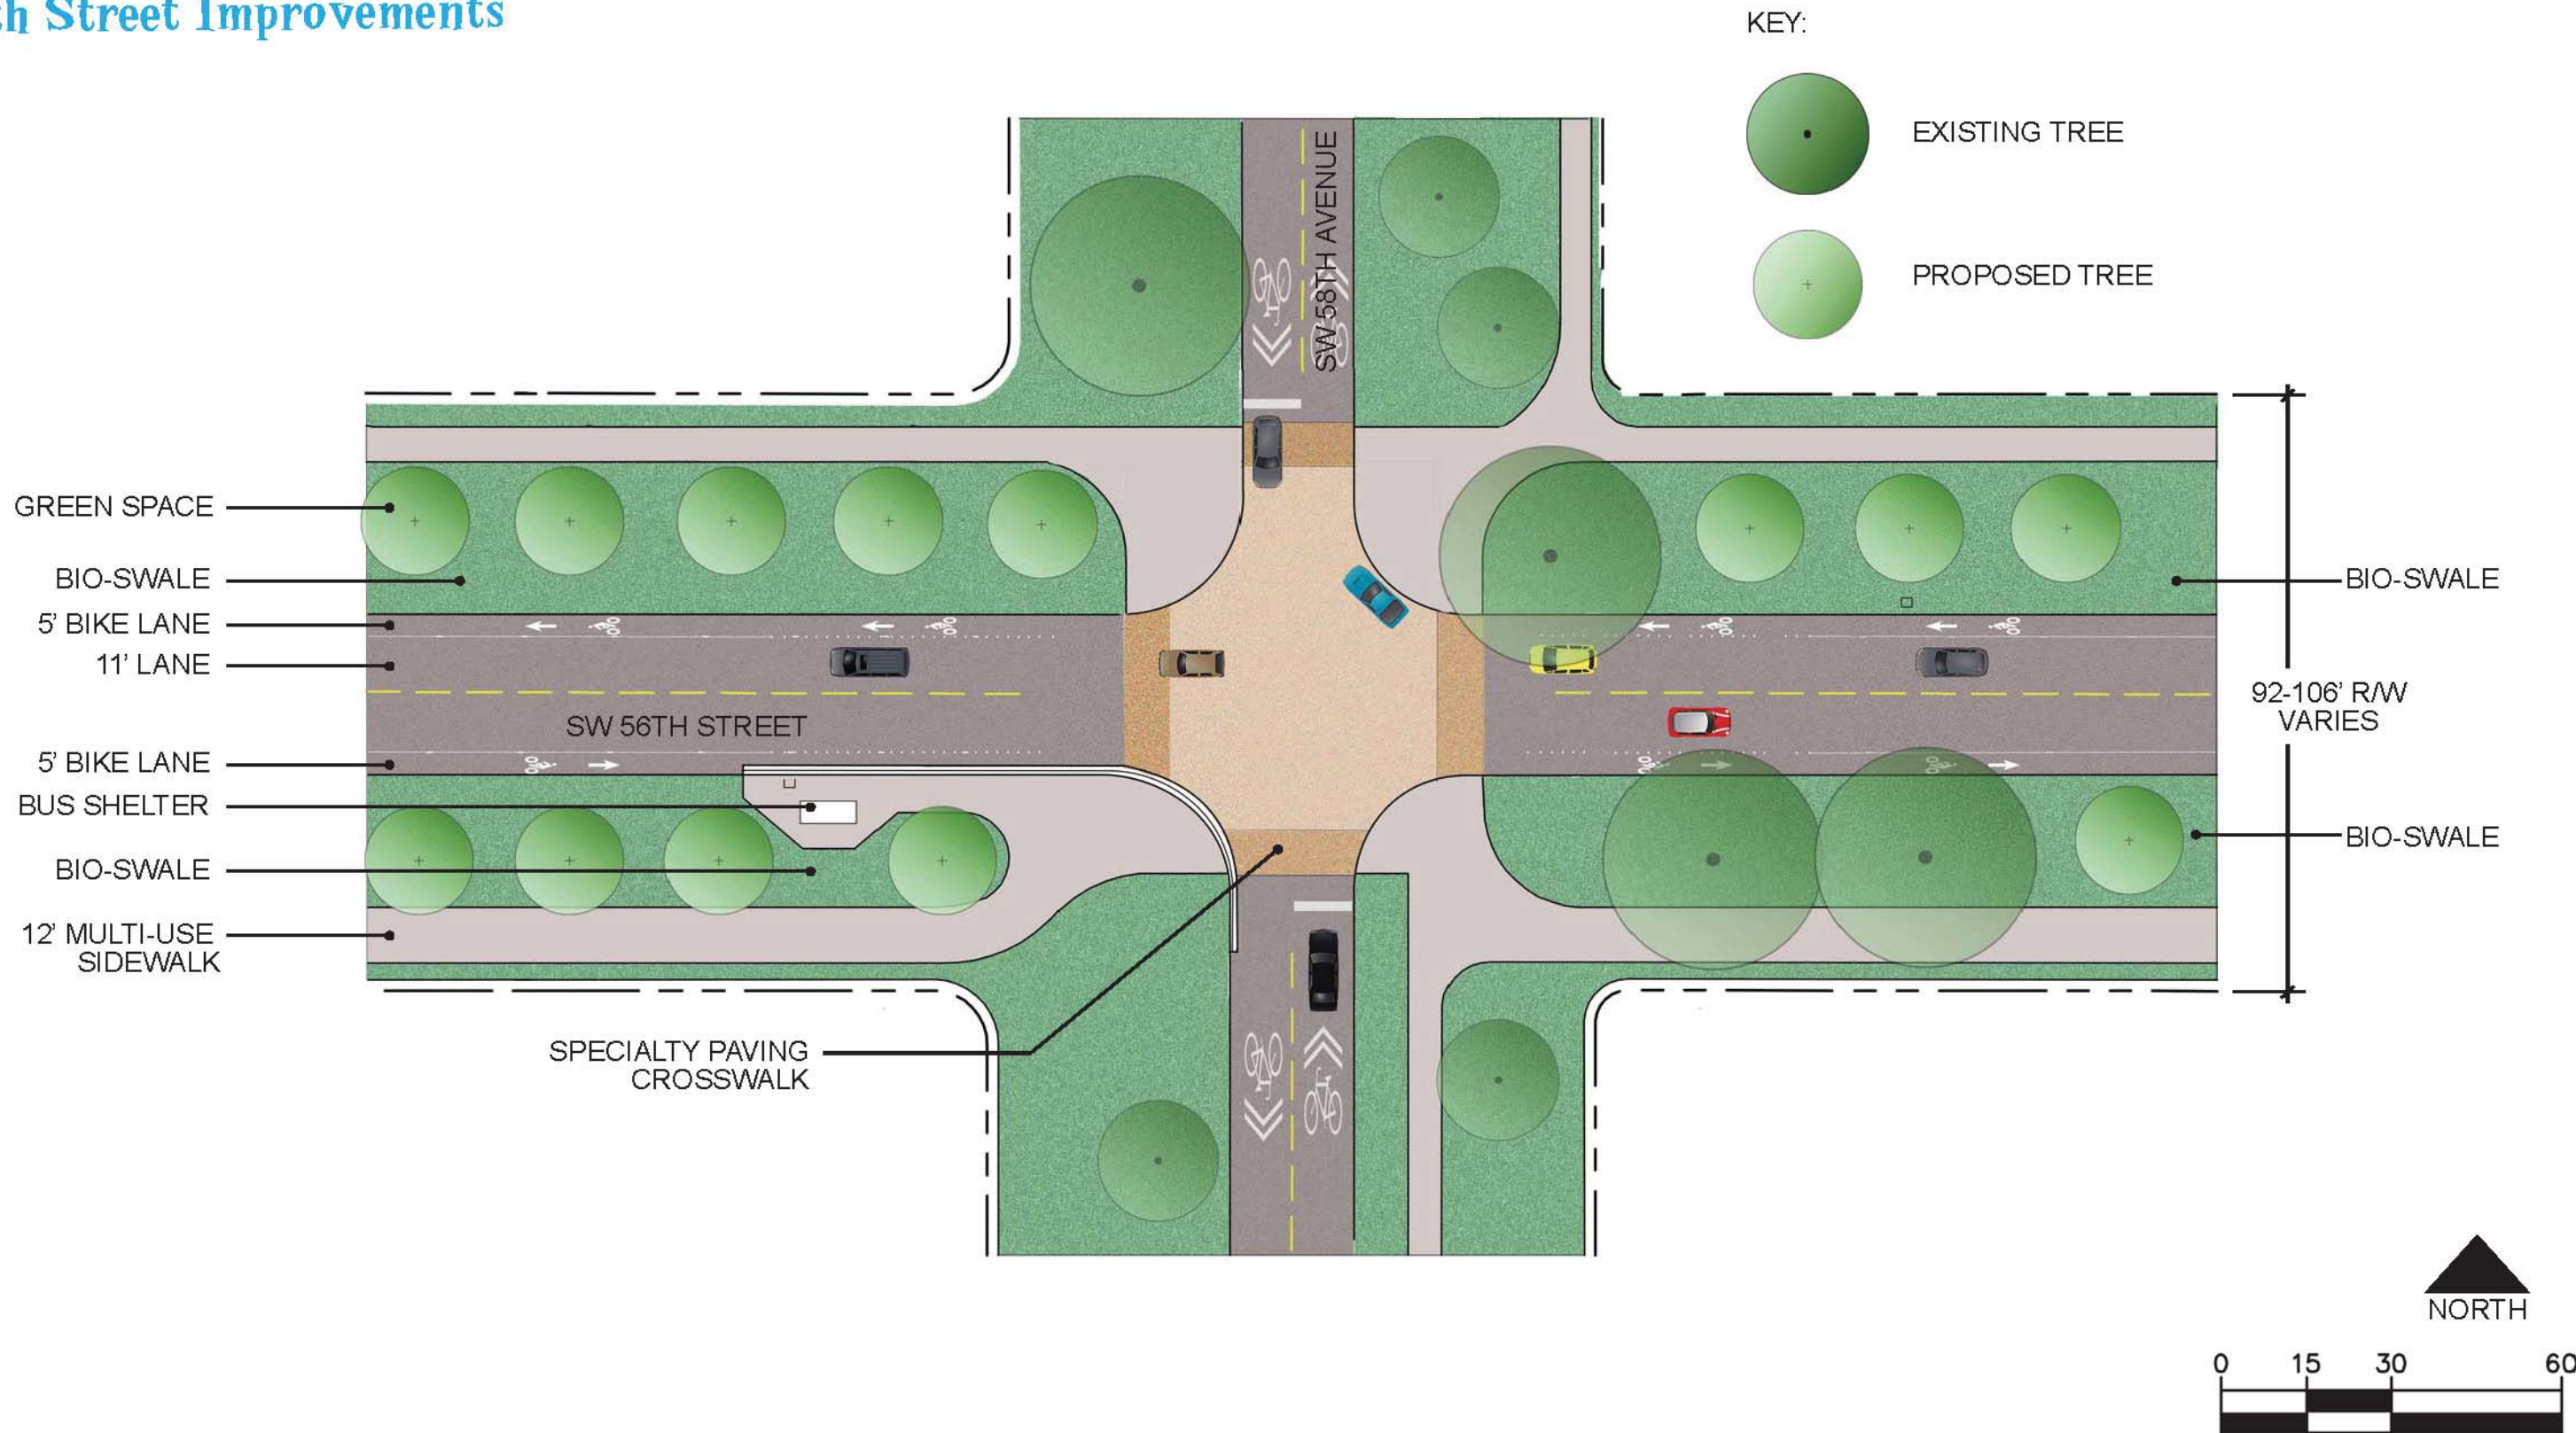 Street Improvements
KEY:
EXISTING TREE
PROPOSED TREE
SW 58TH AVENUE
GREEN SPACE
BIO-SWALE
5' BIKE LANE
11' LANE
SW 56TH STREET
5' BIKE LANE
BUS SHELTER
BIO-SWALE
12' MULTI-USE
SIDEWALK
SPECIALTY PAVING
CROSSWALK
BIO-SWALE
92-106' R/W
VARIES
BIO-SWALE
NORTH
0 15 30 60